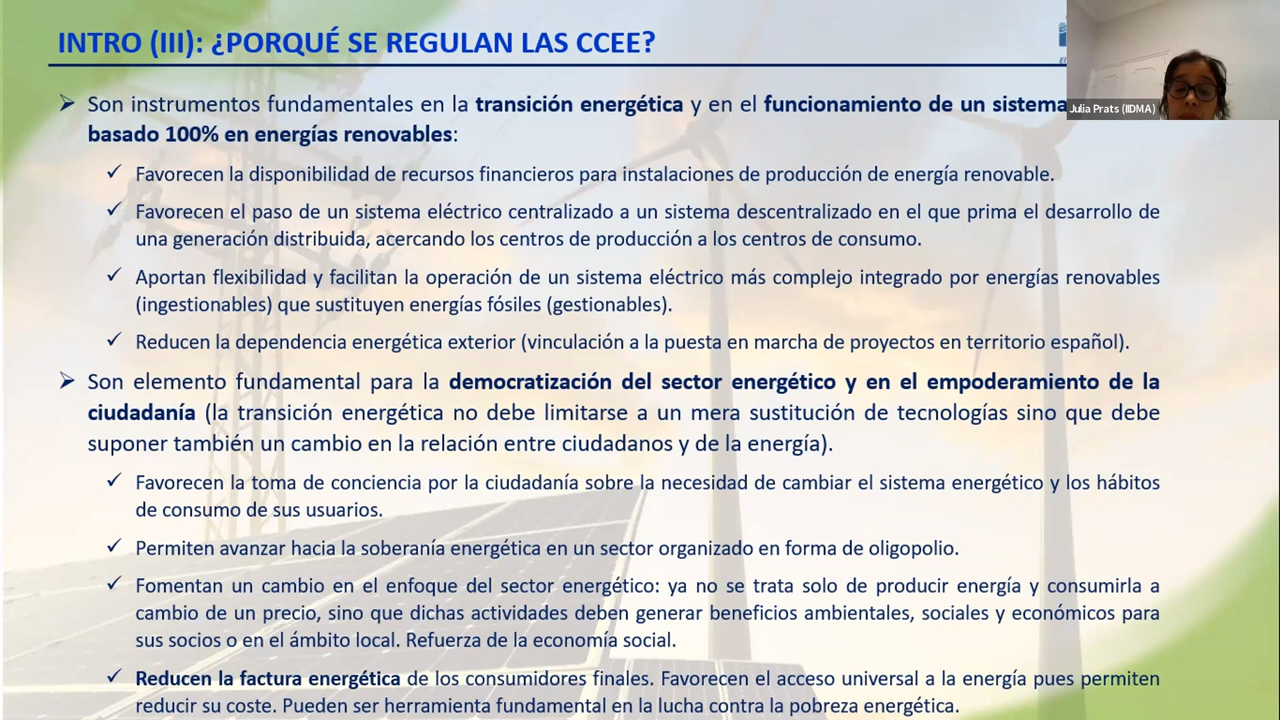 INTRO (III): ¿PORQUÉ SE REGULAN LAS CCEE?
Julia Prats (IIDMA)
Son instrumentos fundamentales en la transición energética y en el funcionamiento de un sistema
basado 100% en energías renovables:
Favorecen la disponibilidad de recursos financieros para instalaciones de producción de energía renovable.
Favorecen el paso de un sistema eléctrico centralizado a un sistema descentralizado en el que prima el desarrollo de
una generación distribuida, acercando los centros de producción a los centros de consumo.
Aportan flexibilidad y facilitan la operación de un sistema eléctrico más complejo integrado por energías renovables
(ingestionables) que sustituyen energías fósiles (gestionables).
Reducen la dependencia energética exterior (vinculación a la puesta en marcha de proyectos en territorio español).
Son elemento fundamental para la democratización del sector energético y en el empoderamiento de la
ciudadanía (la transición energética no debe limitarse a un mera sustitución de tecnologías sino que debe
suponer también un cambio en la relación entre ciudadanos y de la energía).
Favorecen la toma de conciencia por la ciudadanía sobre la necesidad de cambiar el sistema energético y los hábitos
de consumo de sus usuarios.
Permiten avanzar hacia la soberanía energética en un sector organizado en forma de oligopolio.
Fomentan un cambio en el enfoque del sector energético: ya no se trata solo de producir energía y consumirla a
cambio de un precio, sino que dichas actividades deben generar beneficios ambientales, sociales y económicos para
sus socios o en el ámbito local. Refuerza de la economía social.
Reducen la factura energética de los consumidores finales. Favorecen el acceso universal a la energía pues permiten
reducir su coste. Pueden ser herramienta fundamental en la lucha contra la pobreza energética.